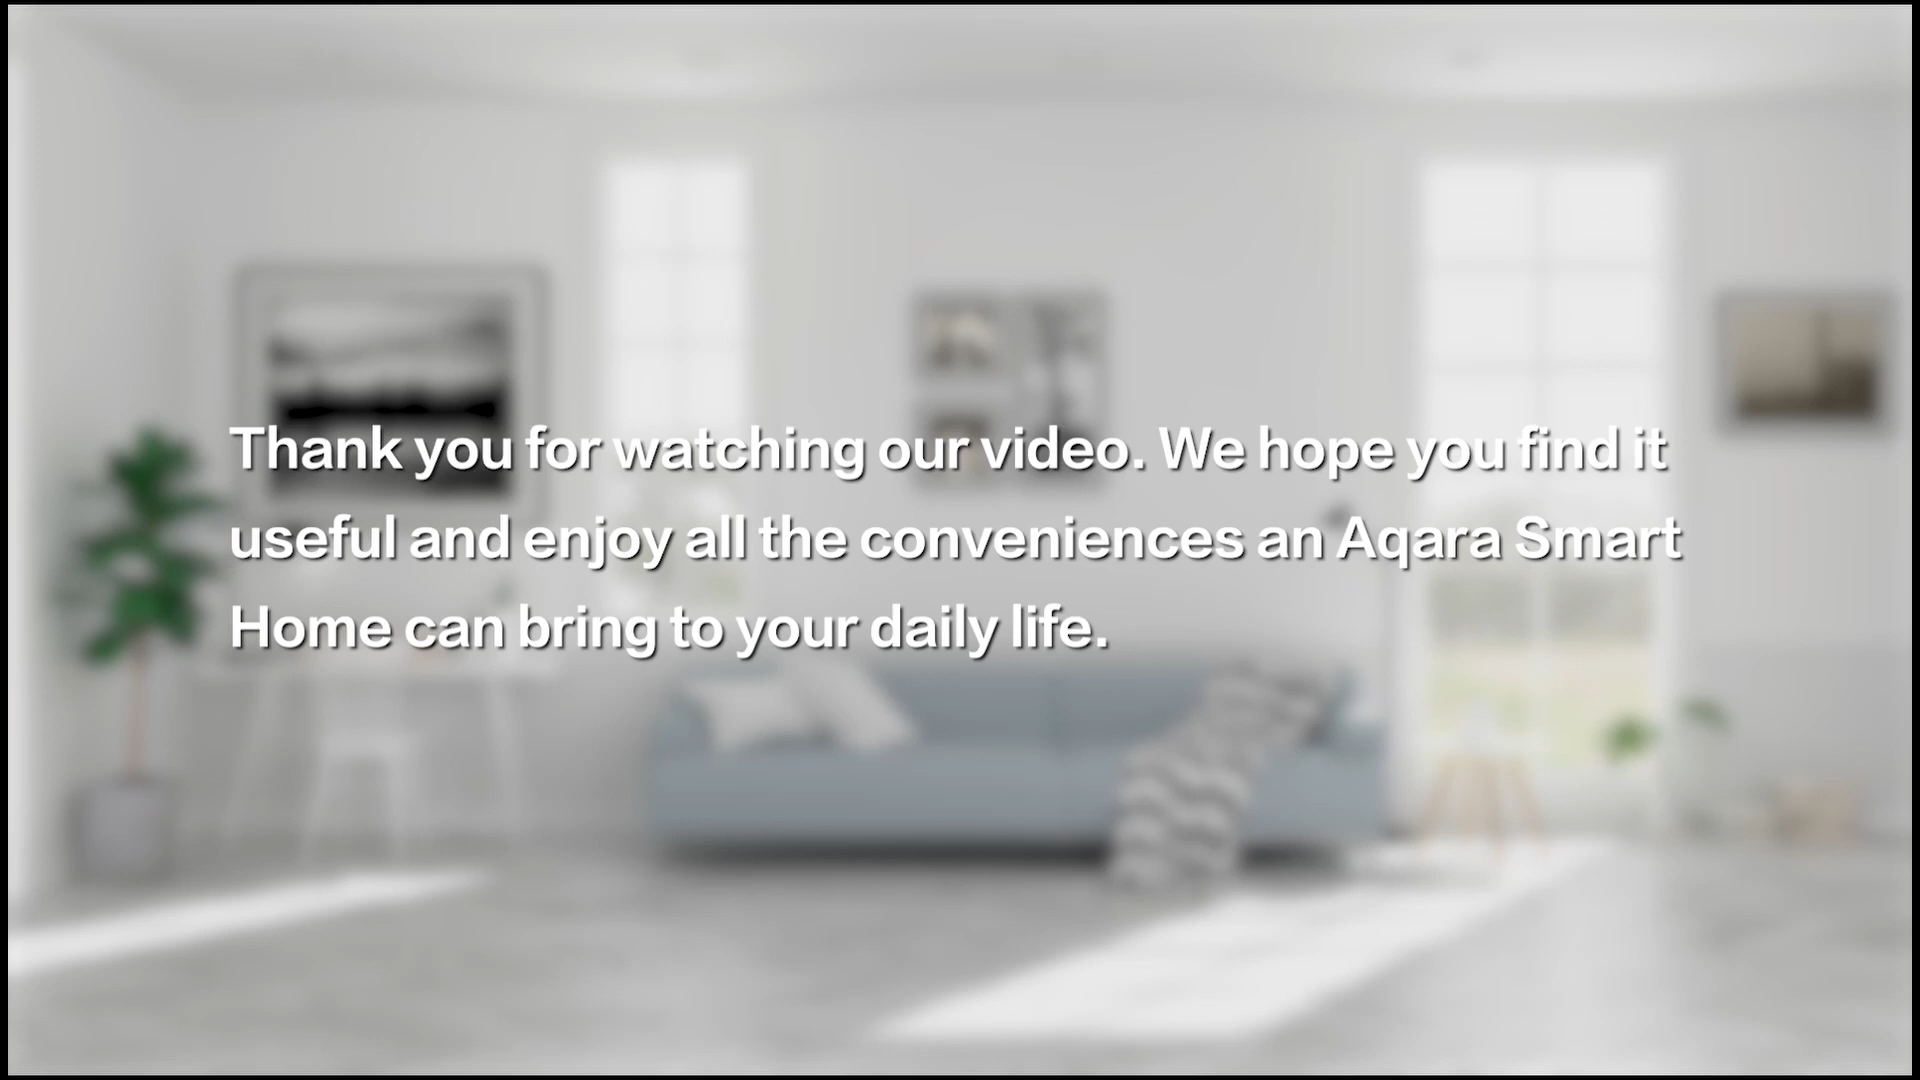 Thank you for watching our video. We hope you find it
useful and enjoy all the conveniences an Aqara Smart
Home can bring to your daily life.